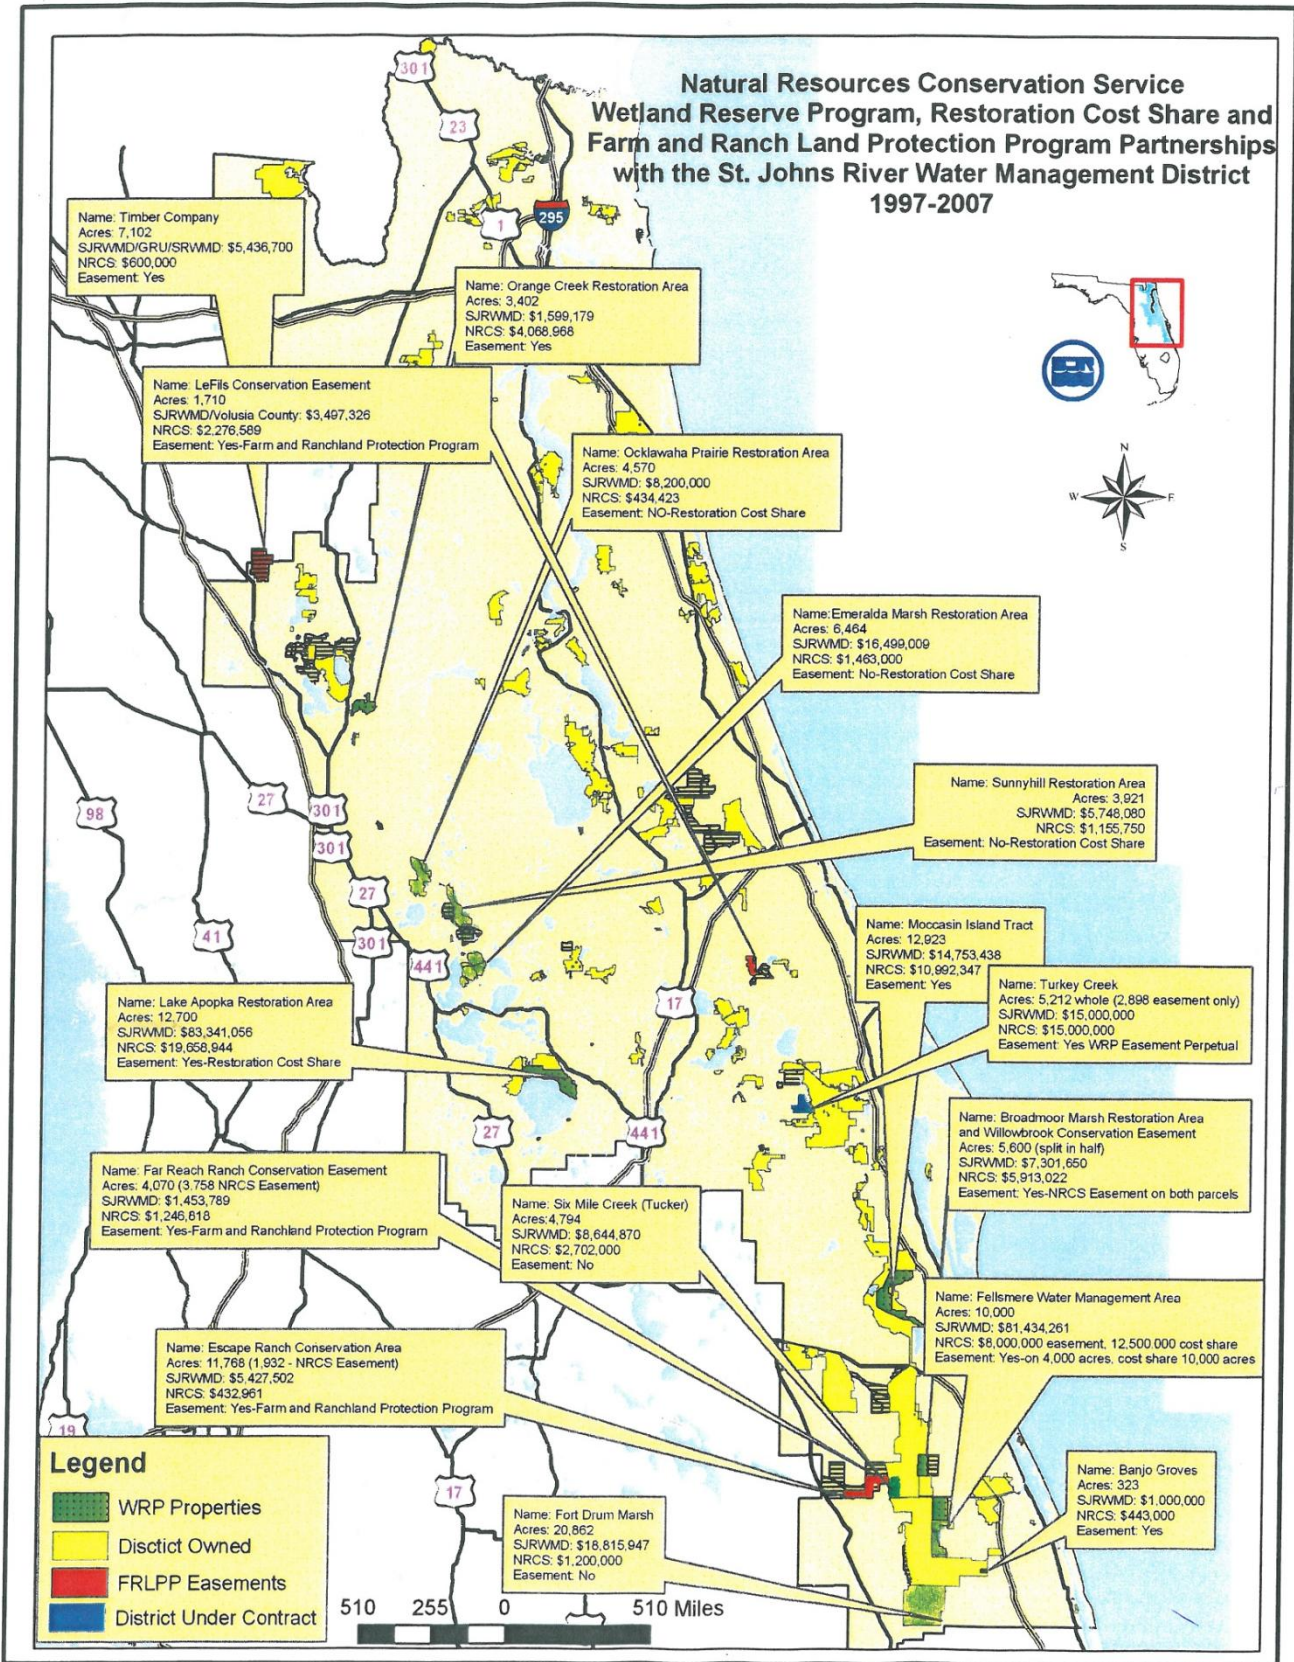 Natural Resources Conservation Service
Wetland Reserve Program, Restoration Cost Share and
Farm and Ranch Land Protection Program Partnerships
with the St. Johns River Water Management District
1997-2007
301
23
1
295
Name: Timber Company
Acres: 7,102
SJRWMD/GRU/SRWMD: $5,436,700
NRCS: $600,000
Easement: Yes
Name: Orange Creek Restoration Area
Acres: 3,402
SJRWMD: $1,599,179
NRCS: $4,068,968
Easement: Yes
Name: LeFils Conservation Easement
Acres: 1,710
SJRWMD/Volusia County: $3,497,326
NRCS: $2,276,589
Easement: Yes-Farm and Ranchland Protection Program
Name: Ocklawaha Prairie Restoration Area
Acres: 4,570
SJRWMD: $8,200,000
NRCS: $434,423
Easement: NO-Restoration Cost Share
N
W
E
S
Name:Emeralda Marsh Restoration Area
Acres: 6,464
SJRWMD: $16,499,009
NRCS: $1,463,000
Easement: No-Restoration Cost Share
Name: Sunnyhill Restoration Area
Acres: 3,921
SJRWMD: $5,748,080
NRCS: $1,155,750
Easement: No-Restoration Cost Share
98
27
301
301
27
41
301
441
17
Name: Moccasin Island Tract
Acres: 12,923
SJRWMD: $14,753,438
NRCS: $10,992,347
Easement: Yes
Name: Turkey Creek
Acres: 5,212 whole (2,898 easement only)
SJRWMD: $15,000,000
NRCS: $15,000,000
Easement: Yes WRP Easement Perpetual
Name: Lake Apopka Restoration Area
Acres: 12,700
SJRWMD: $83,341,056
NRCS: $19,658,944
Easement: Yes-Restoration Cost Share
27
441
Name: Broadmoor Marsh Restoration Area
and Willowbrook Conservation Easement
Acres: 5,600 (split in half)
SJRWMD: $7,301,650
NRCS: $5,913,022
Easement: Yes-NRCS Easement on both parcels
Name: Far Reach Ranch Conservation Easement
Acres: 4,070 (3.758 NRCS Easement)
SJRWMD: $1,453,789
NRCS: $1,246,818
Easement: Yes-Farm and Ranchland Protection Program
Name: Six Mile Creek (Tucker)
Acres:4,794
SJRWMD: $8,644,870
NRCS: $2,702,000
Easement: No
Name: Fellsmere Water Management Area
Acres: 10,000
SJRWMD: $81,434,261
NRCS: $8,000,000 easement, 12,500.000 cost share
Easement: Yes-on 4,000 acres, cost share 10,000 acres
Name: Escape Ranch Conservation Area
Acres: 11,768 (1,932 - NRCS Easement)
SJRWMD: $5,427,502
NRCS: $432,961
Easement: Yes-Farm and Ranchland Protection Program
19
17
Name: Banjo Groves
Acres: 323
SJRWMD: $1,000,000
NRCS: $443,000
Easement: Yes
Name: Fort Drum Marsh
Acres: 20,862
SJRWMD: $18,815,947
NRCS: $1,200,000
Easement: No
Legend
WRP Properties
Disctict Owned
FRLPP Easements
District Under Contract
510 255 0 510 Miles